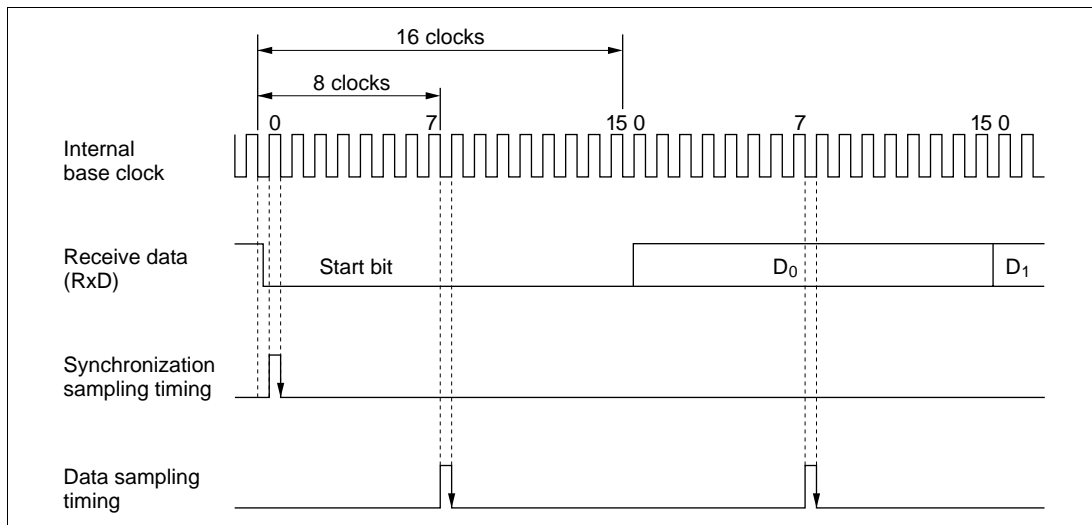 16 clocks
8 clocks
0 7 15 0 7 15 0
Internal
base clock
Receive data
(RxD)
Start bit
D₀
D₁
Synchronization
sampling timing
Data sampling
timing